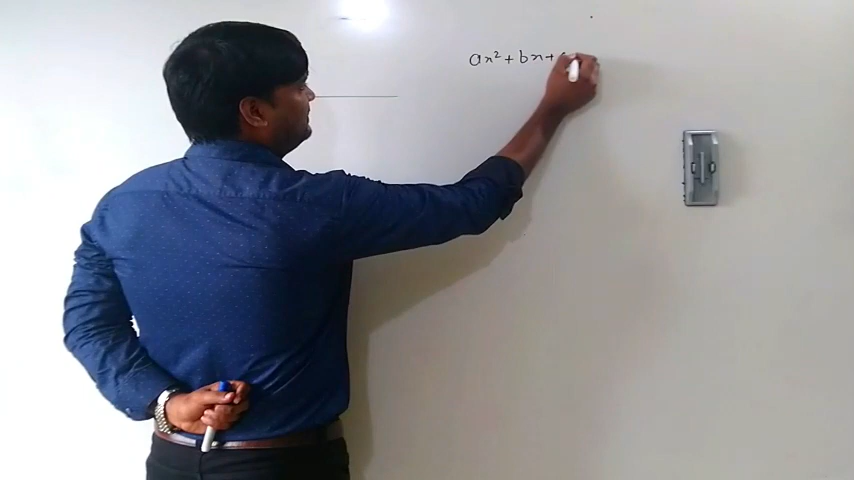 ax² + bx +